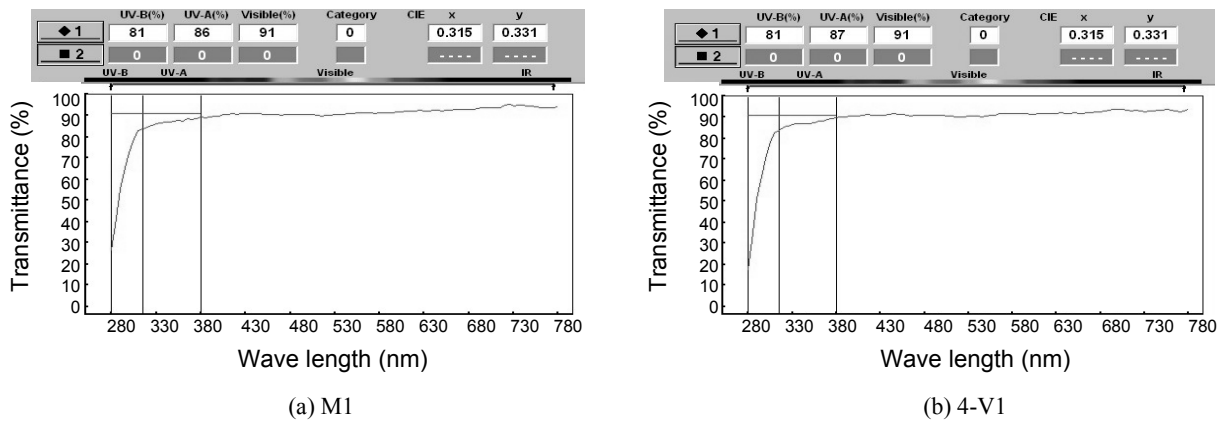 UV-B(%) UV-A(%) Visible(%) Category CIE x y
◆ 1 81 86 91 0 0.315 0.331
■ 2 0 0 0 ---- ----
UV-B UV-A Visible IR
Transmittance (%)
100
90
80
70
60
50
40
30
20
10
0
280 330 380 430 480 530 580 630 680 730 780
Wave length (nm)
(a) M1
UV-B(%) UV-A(%) Visible(%) Category CIE x y
◆ 1 81 87 91 0 0.315 0.331
■ 2 0 0 0 ---- ----
UV-B UV-A Visible IR
Transmittance (%)
100
90
80
70
60
50
40
30
20
10
0
280 330 380 430 480 530 580 630 680 730 780
Wave length (nm)
(b) 4-V1